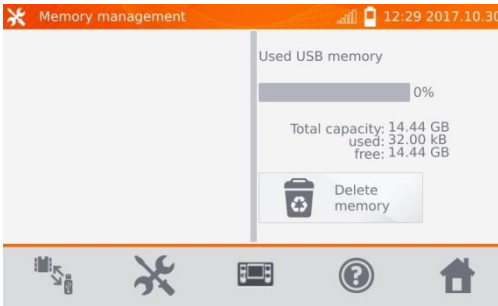 Memory management
12:29 2017.10.30
Used USB memory
0%
Total capacity: 14.44 GB
used: 32.00 kB
free: 14.44 GB
Delete
memory